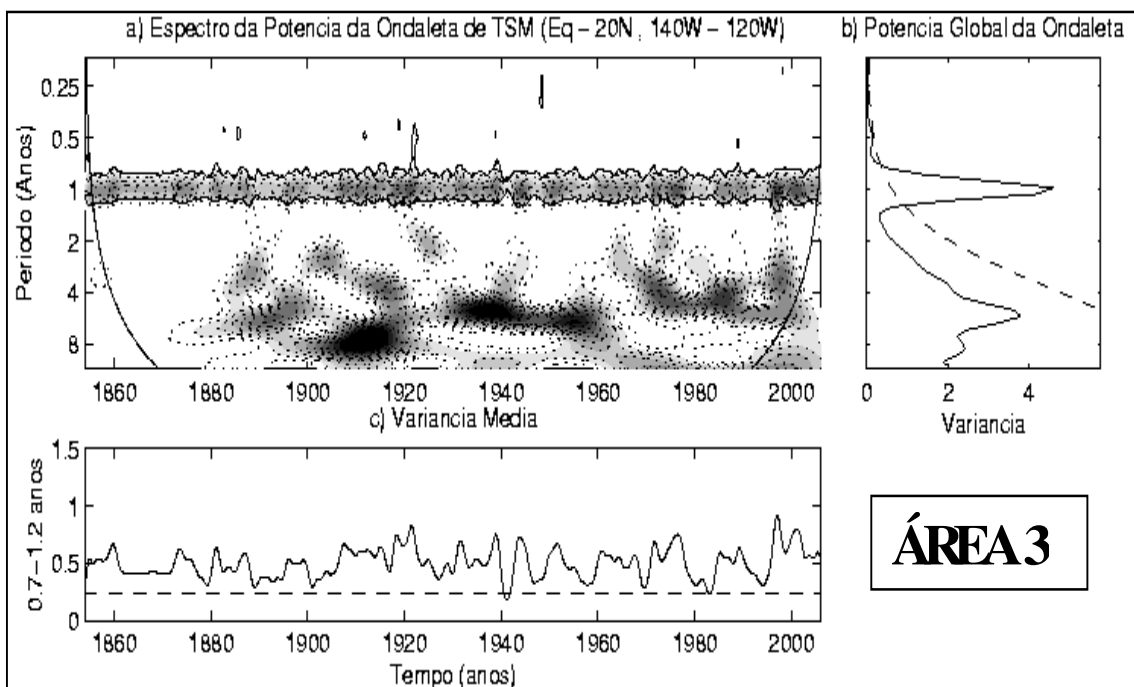 a) Espectro da Potencia da Ondaleta de TSM (Eq – 20N , 140W – 120W)
b) Potencia Global da Ondaleta
Periodo (Anos)
0.25
0.5
1
2
4
8
1860 1880 1900 1920 1940 1960 1980 2000
0 2 4
Variancia
c) Variancia Media
0.7–1.2 anos
1.5
1
0.5
0
1860 1880 1900 1920 1940 1960 1980 2000
Tempo (anos)
ÁREA 3